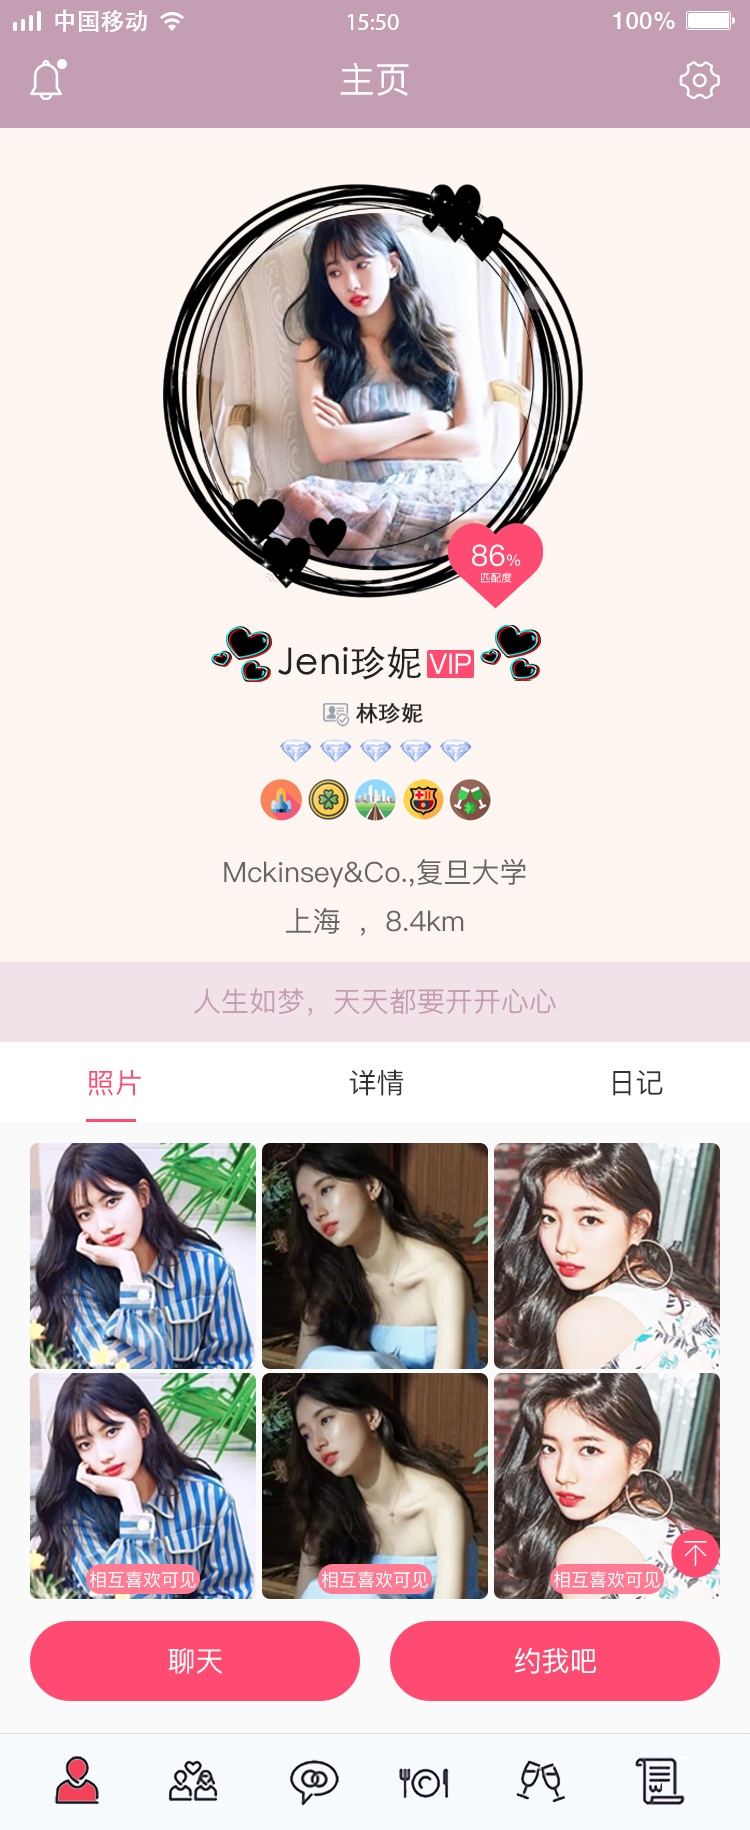 中国移动 15:50 100%
主页
86%
匹配度
Jeni珍妮 VIP
林珍妮
Mckinsey&Co.,复旦大学
上海 ，8.4km
人生如梦，天天都要开开心心
照片 详情 日记
相互喜欢可见 相互喜欢可见 相互喜欢可见
聊天 约我吧